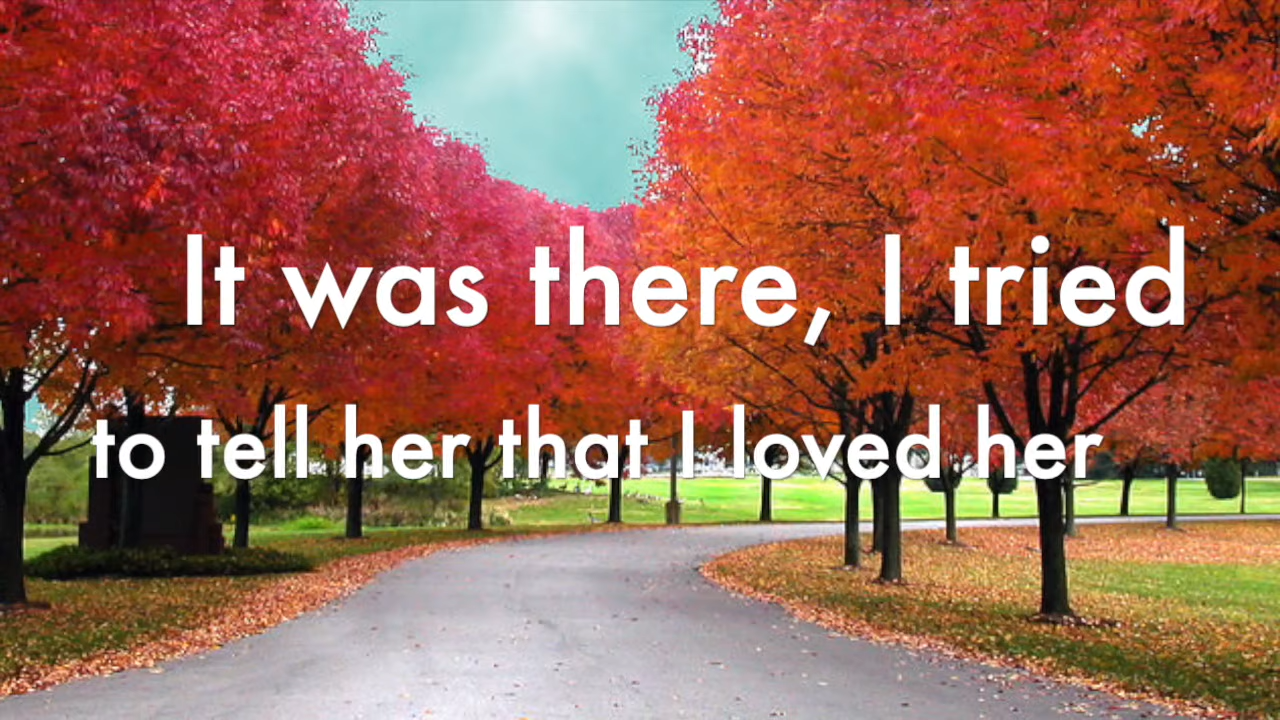 It was there, I tried
to tell her that I loved her